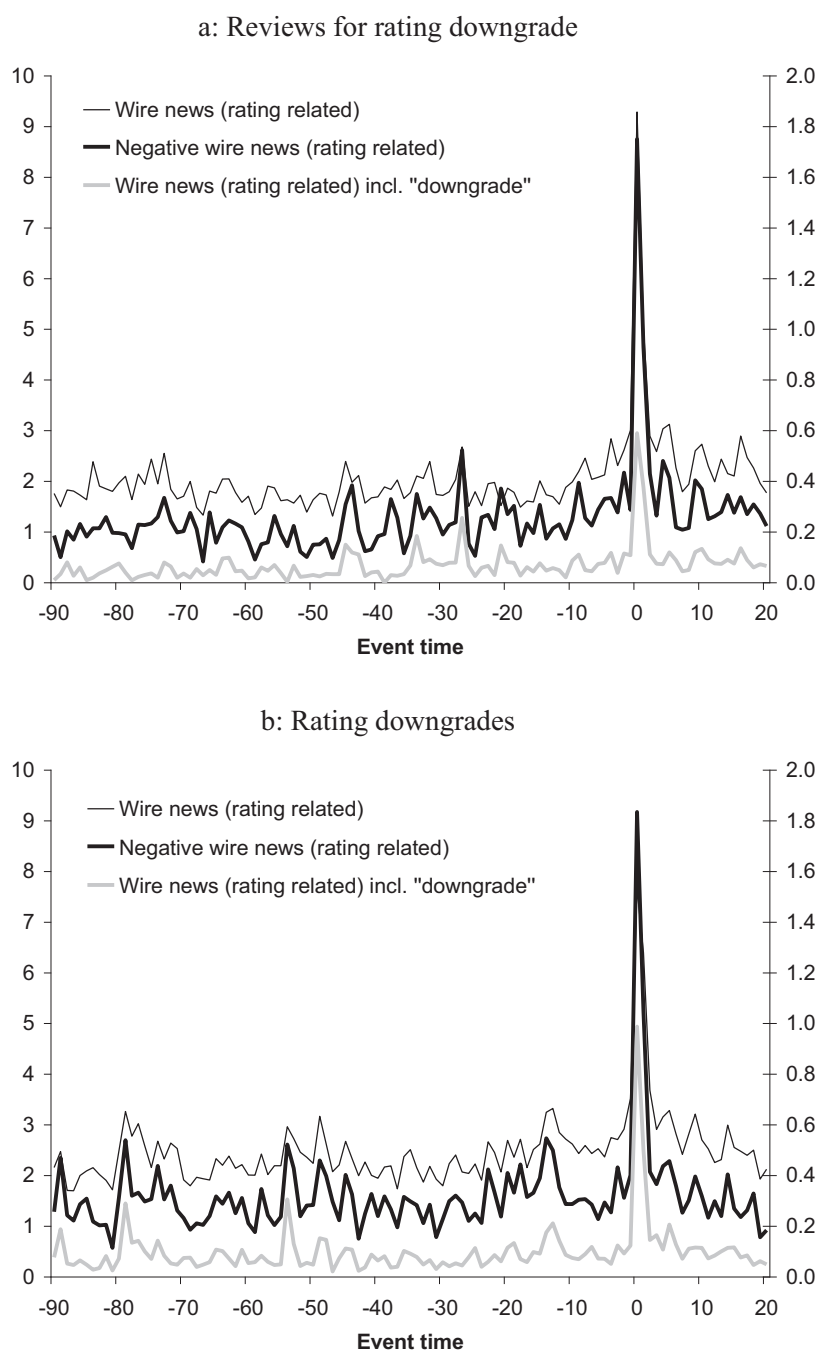 a: Reviews for rating downgrade
10 2.0
Wire news (rating related)
9 1.8
Negative wire news (rating related)
8 1.6
Wire news (rating related) incl. "downgrade"
7 1.4
6 1.2
5 1.0
4 0.8
3 0.6
2 0.4
1 0.2
0 0.0
-90 -80 -70 -60 -50 -40 -30 -20 -10 0 10 20
Event time
b: Rating downgrades
10 2.0
Wire news (rating related)
9 1.8
Negative wire news (rating related)
8 1.6
Wire news (rating related) incl. "downgrade"
7 1.4
6 1.2
5 1.0
4 0.8
3 0.6
2 0.4
1 0.2
0 0.0
-90 -80 -70 -60 -50 -40 -30 -20 -10 0 10 20
Event time